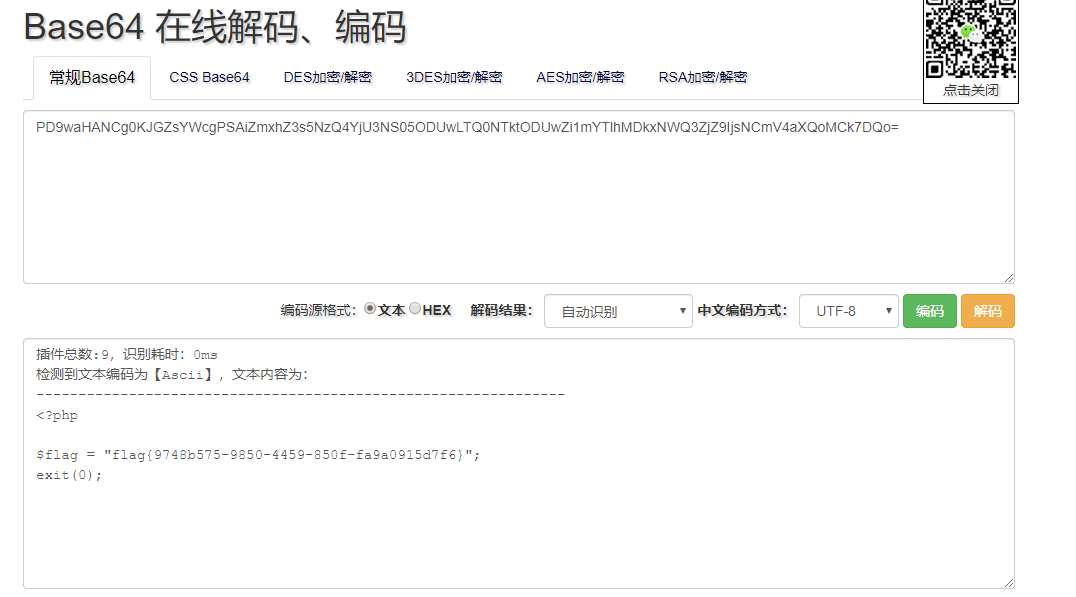 Base64 在线解码、编码
点击关闭
常规Base64 CSS Base64 DES加密/解密 3DES加密/解密 AES加密/解密 RSA加密/解密
PD9waHANCg0KJGZsYWcgPSAiZmxhZ3s5NzQ4YjU3NS05ODUwLTQ0NTktODUwZi1mYTlhMDkxNWQ3ZjZ9IjsNCmV4aXQoMCk7DQo=
编码源格式: 文本 HEX 解码结果: 自动识别 中文编码方式: UTF-8 编码 解码
插件总数:9, 识别耗时: 0ms
检测到文本编码为【Ascii】, 文本内容为:
---------------------------------------------------------------
<?php
$flag = "flag{9748b575-9850-4459-850f-fa9a0915d7f6}";
exit(0);